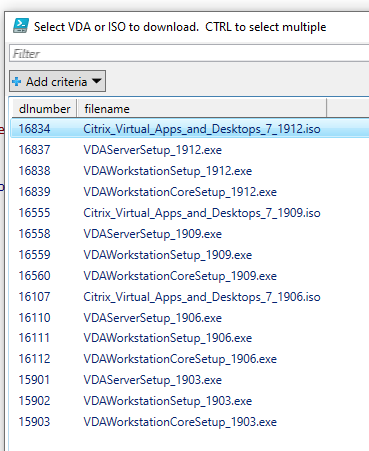 Select VDA or ISO to download. CTRL to select multiple
Filter
Add criteria
dlnumber filename
16834 Citrix_Virtual_Apps_and_Desktops_7_1912.iso
16837 VDAServerSetup_1912.exe
16838 VDAWorkstationSetup_1912.exe
16839 VDAWorkstationCoreSetup_1912.exe
16555 Citrix_Virtual_Apps_and_Desktops_7_1909.iso
16558 VDAServerSetup_1909.exe
16559 VDAWorkstationSetup_1909.exe
16560 VDAWorkstationCoreSetup_1909.exe
16107 Citrix_Virtual_Apps_and_Desktops_7_1906.iso
16110 VDAServerSetup_1906.exe
16111 VDAWorkstationSetup_1906.exe
16112 VDAWorkstationCoreSetup_1906.exe
15901 VDAServerSetup_1903.exe
15902 VDAWorkstationSetup_1903.exe
15903 VDAWorkstationCoreSetup_1903.exe